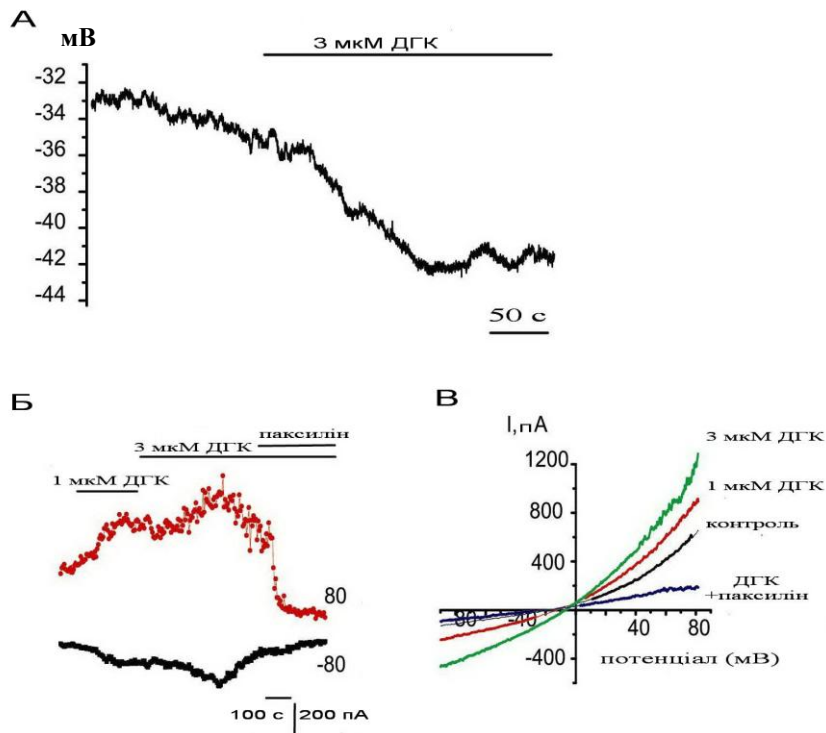 А
мВ
3 мкМ ДГК
-32
-34
-36
-38
-40
-42
-44
50 с
Б
паксилін
3 мкМ ДГК
1 мкМ ДГК
80
-80
100 с
200 пА
В
I,пА
1200
800
400
-400
-80
-40
40
80
3 мкМ ДГК
1 мкМ ДГК
контроль
ДГК
+паксилін
потенціал (мВ)